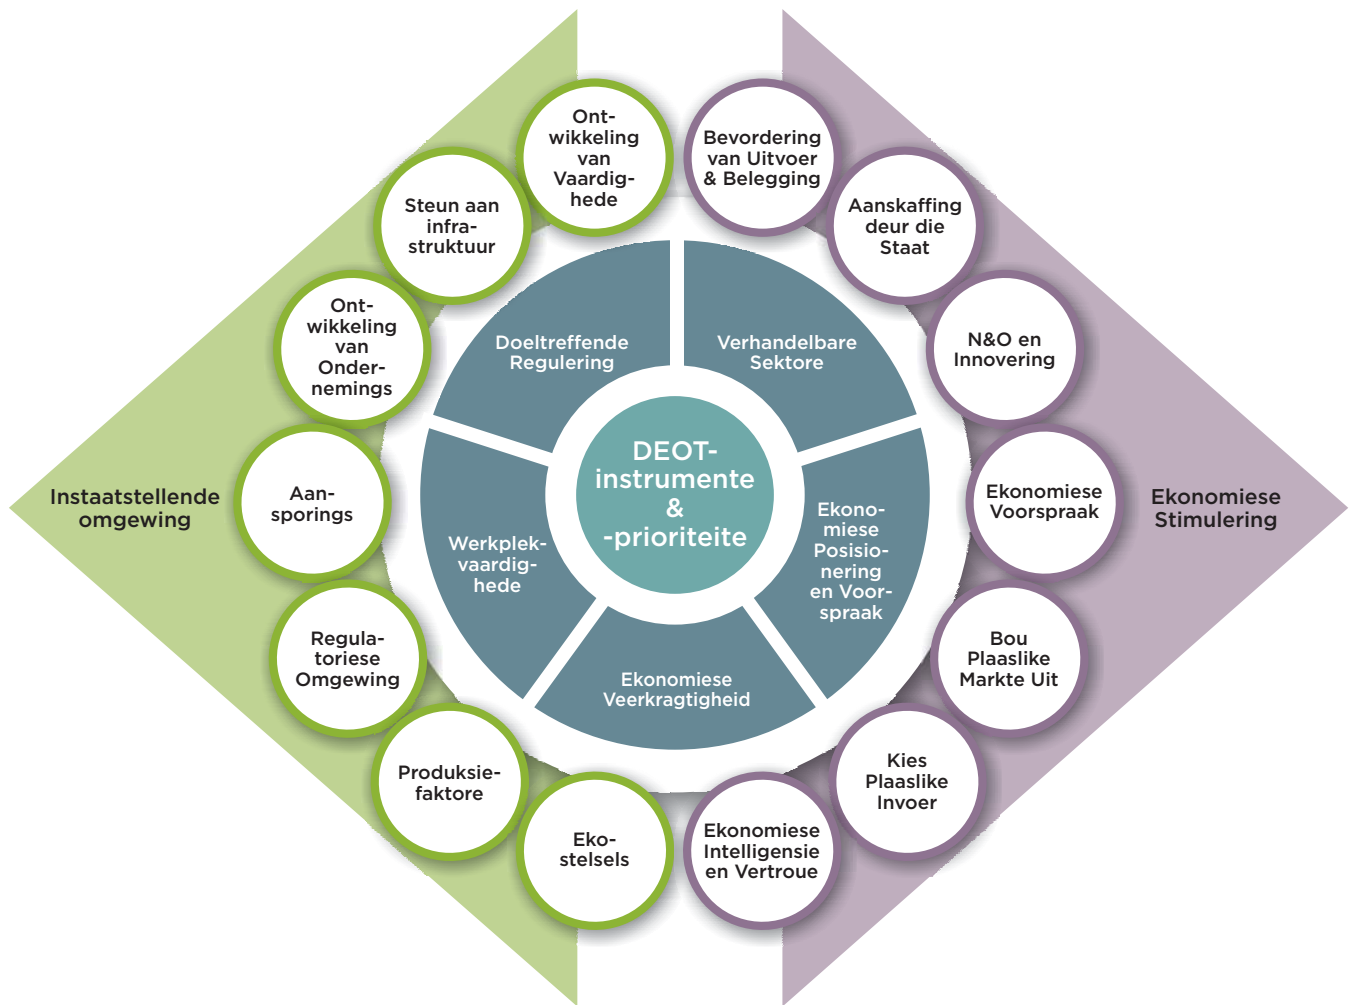 Ont-
wikkeling
van
Vaardig-
hede
Steun aan
infra-
struktuur
Ont-
wikkeling
van
Onder-
nemings
Aan-
sporings
Regula-
toriese
Omgewing
Produksie-
faktore
Eko-
stelsels
Instaatstellende
omgewing
Bevordering
van Uitvoer
& Belegging
Aanskaffing
deur die
Staat
N&O en
Innovering
Ekonomiese
Voorspraak
Bou
Plaaslike
Markte Uit
Kies
Plaaslike
Invoer
Ekonomiese
Intelligensie
en Vertroue
Ekonomiese
Stimulering
Doeltreffende
Regulering
Verhandelbare
Sektore
Ekono-
miese
Posisio-
nering
en Voor-
spraak
Ekonomiese
Veerkragtigheid
Werkplek-
vaardig-
hede
DEOT-
instrumente
&
-prioriteite